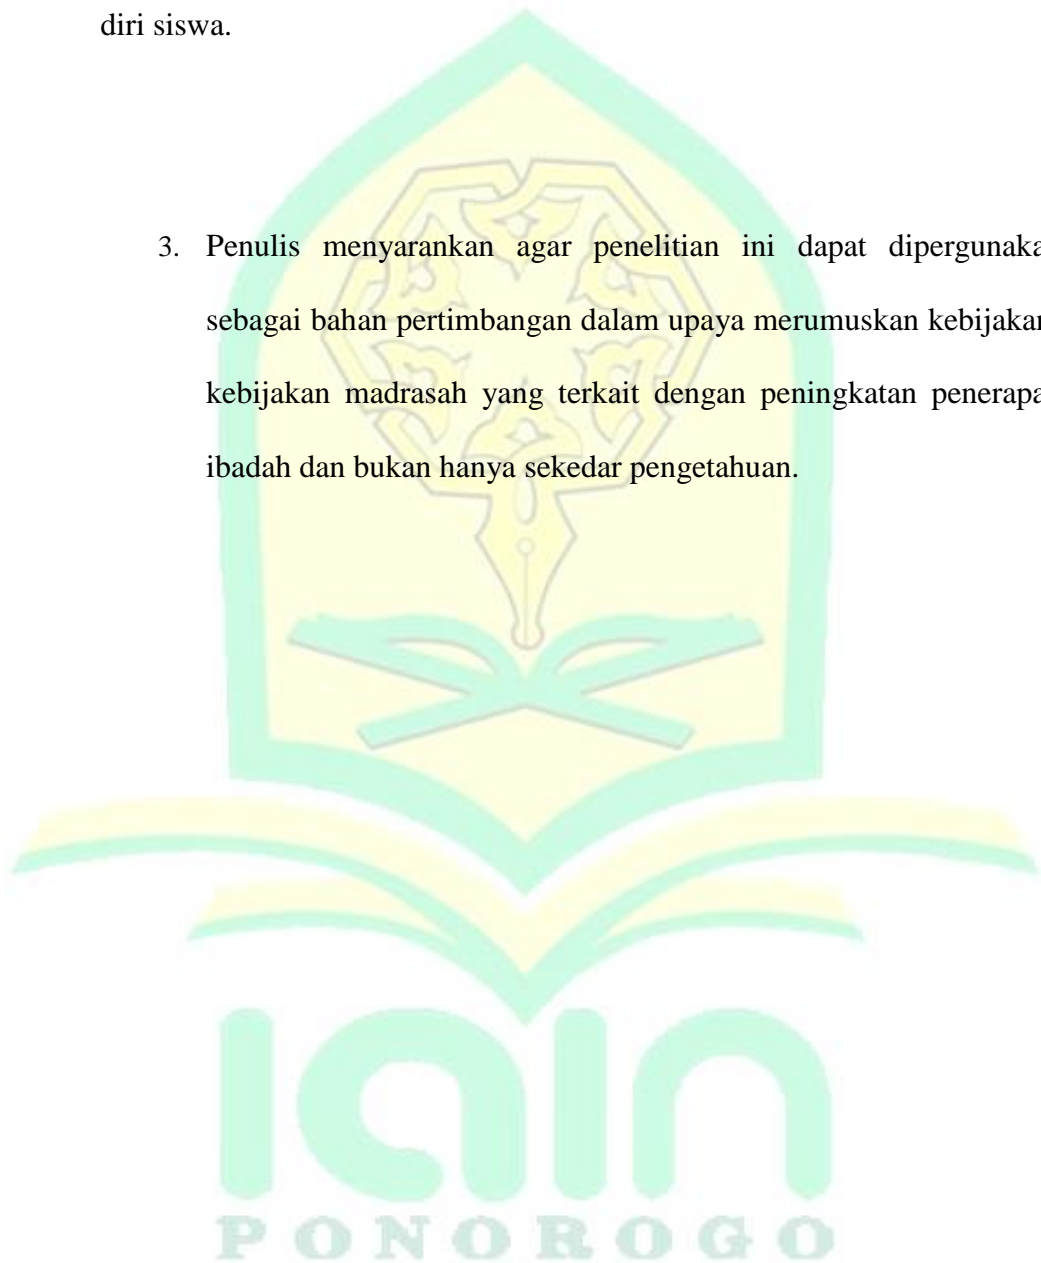 diri siswa.
3. Penulis menyarankan agar penelitian ini dapat dipergunaka
sebagai bahan pertimbangan dalam upaya merumuskan kebijakan
kebijakan madrasah yang terkait dengan peningkatan penerapa
ibadah dan bukan hanya sekedar pengetahuan.
iain
PONOROGO